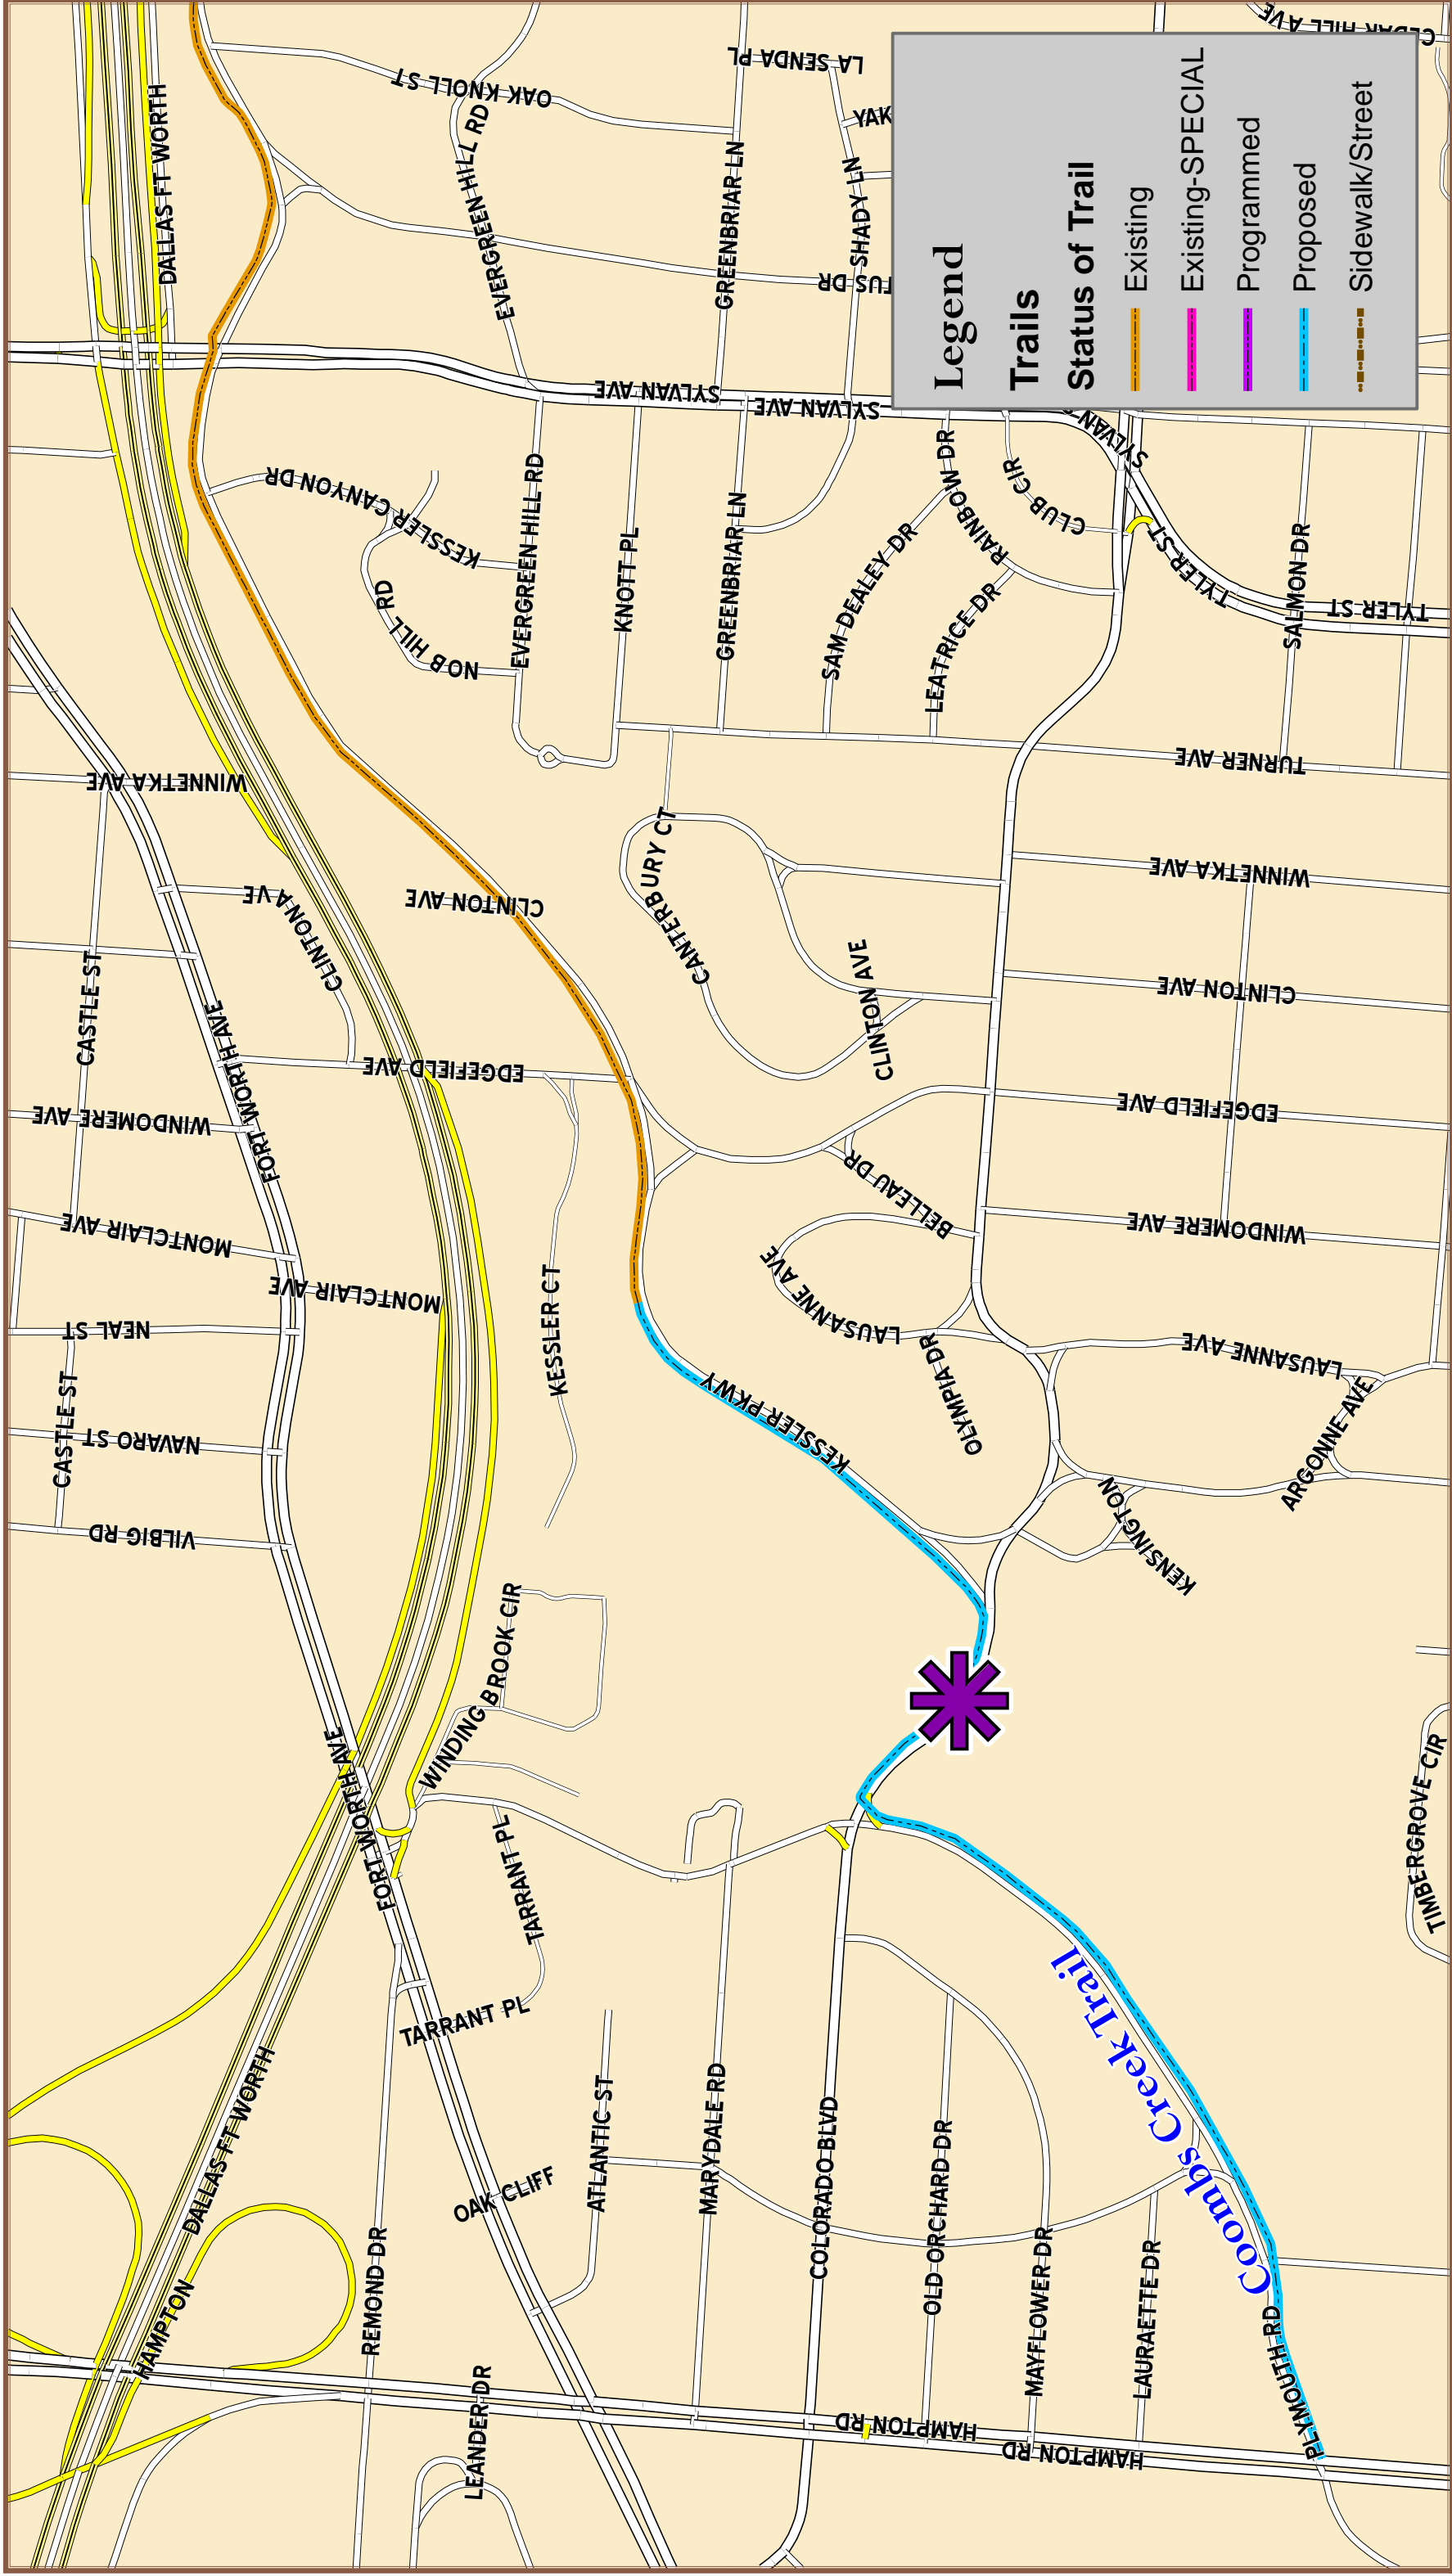 HAMPTON
DALLAS FT WORTH
FORT WORTH AVE
VILBIG RD
CASTLE ST
NAVARO ST
NEAL ST
MONTCLAIR AVE
MONTCLAIR AVE
WINDOMERE AVE
CASTLE ST
FORT WORTH AVE
CLINTON AVE
WINNETKA AVE
DALLAS FT WORTH
REMOND DR
LEANDER DR
OAK CLIFF
TARRANT PL
TARRANT PL
WINDING BROOK CIR
KESSLER CT
EDGEFIELD AVE
CLINTON AVE
NOB HILL RD
KESSLER CANYON DR
EVERGREEN HILL RD
EVERGREEN HILL RD
OAK KNOLL ST
ATLANTIC ST
MARYDALE RD
KESSLER PKWY
CANTERBURY CT
KNOTT PL
SYLVAN AVE
SYLVAN AVE
GREENBRIAR LN
GREENBRIAR LN
LA SENDA PL
COLORADO BLVD
HAMPTON RD
HAMPTON RD
OLD ORCHARD DR
MAYFLOWER DR
LAURAETTE DR
PLYMOUTH RD
Coombs Creek Trail
LAUSANNE AVE
OLYMPIA DR
BELLEAU DR
CLINTON AVE
SAM DEALEY DR
LEATRICE DR
RAINBOW DR
CLUB CIR
SHADY LN
TUS DR
YAK
SYLVAN
TYLER ST
TYLER ST
SALMON DR
TURNER AVE
WINNETKA AVE
CLINTON AVE
EDGEFIELD AVE
WINDOMERE AVE
LAUSANNE AVE
ARGONNE AVE
KENSINGTON
TIMBERGROVE CIR
CEDAR HILL AVE
Legend
Trails
Status of Trail
Existing
Existing-SPECIAL
Programmed
Proposed
Sidewalk/Street